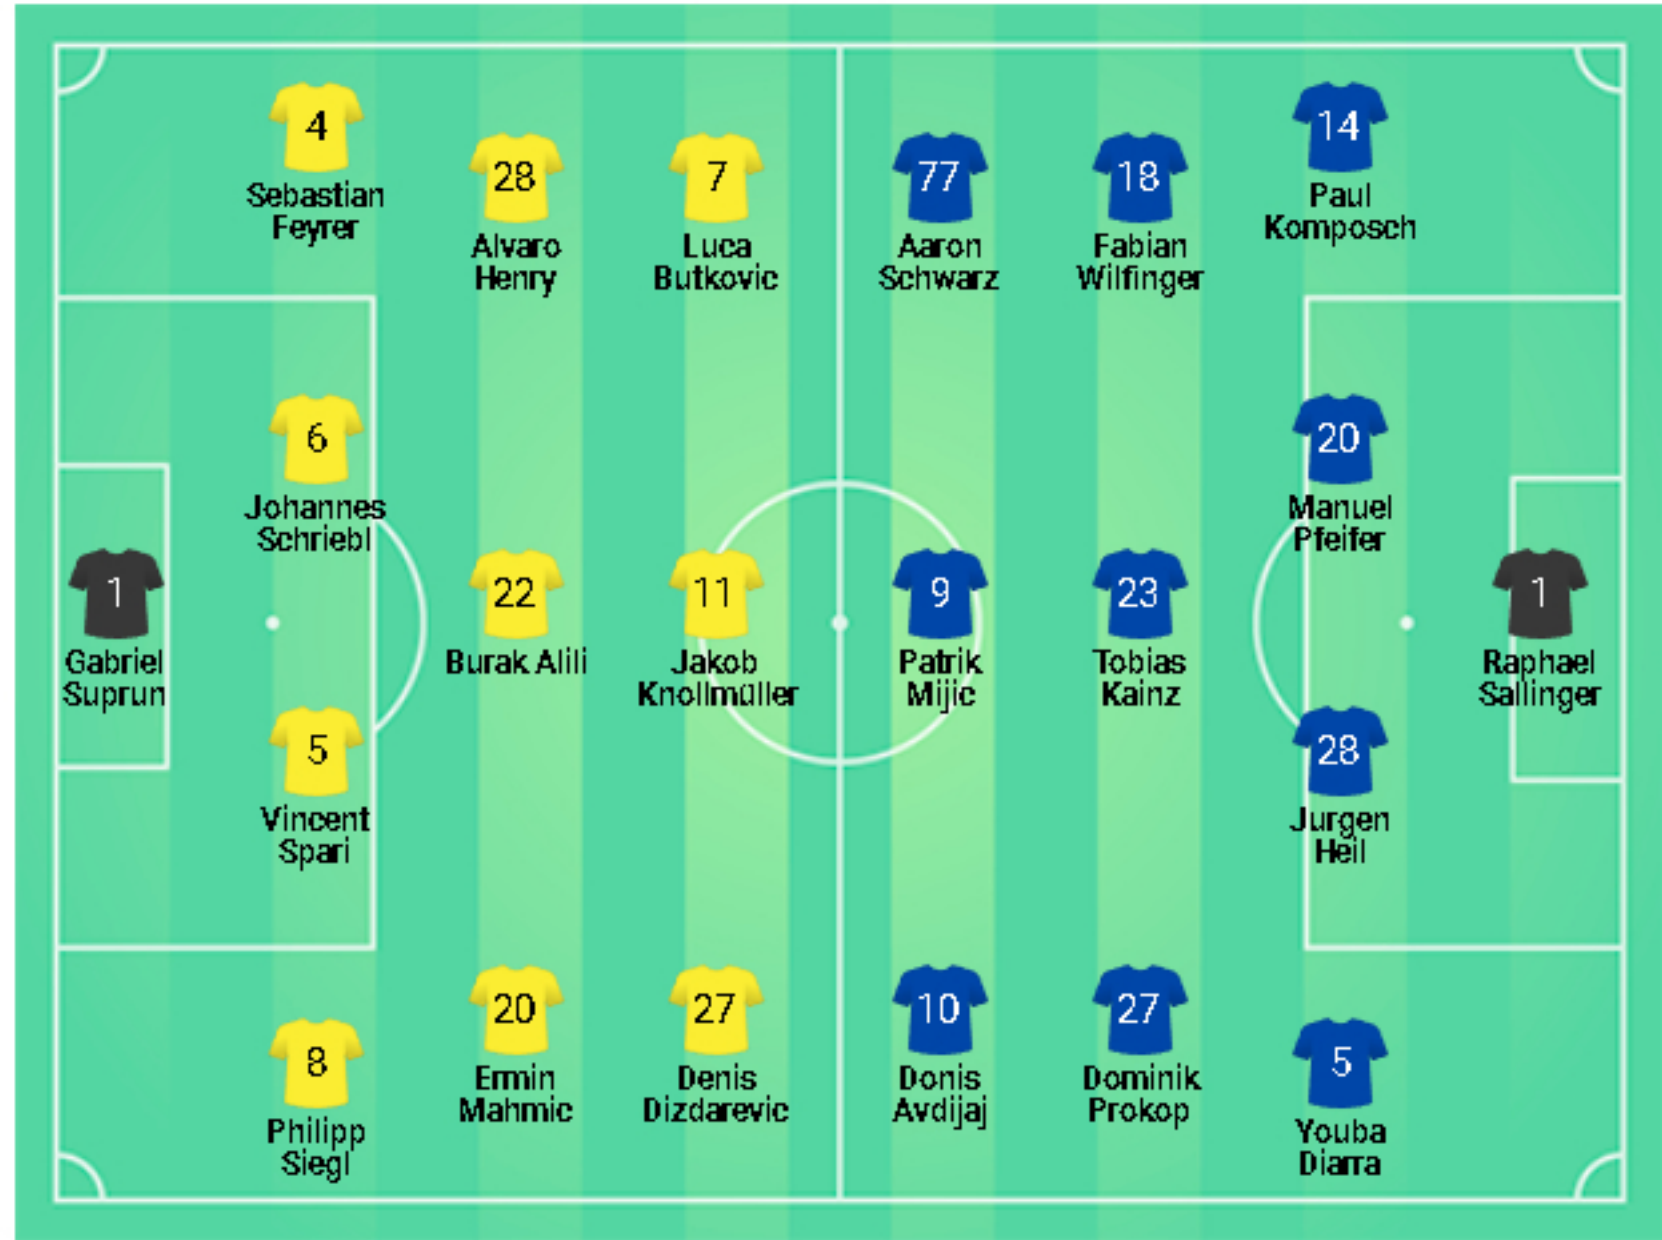 4
Sebastian
Feyrer
28
Alvaro
Henry
7
Luca
Butkovic
77
Aaron
Schwarz
18
Fabian
Wilfinger
14
Paul
Komposch
6
Johannes
Schriebl
20
Manuel
Pfeifer
1
Gabriel
Suprun
22
Burak Alili
11
Jakob
Knollmüller
9
Patrik
Mijic
23
Tobias
Kainz
1
Raphael
Sallinger
5
Vincent
Spari
28
Jurgen
Heil
8
Philipp
Siegl
20
Ermin
Mahmic
27
Denis
Dizdarevic
10
Donis
Avdijaj
27
Dominik
Prokop
5
Youba
Diarra